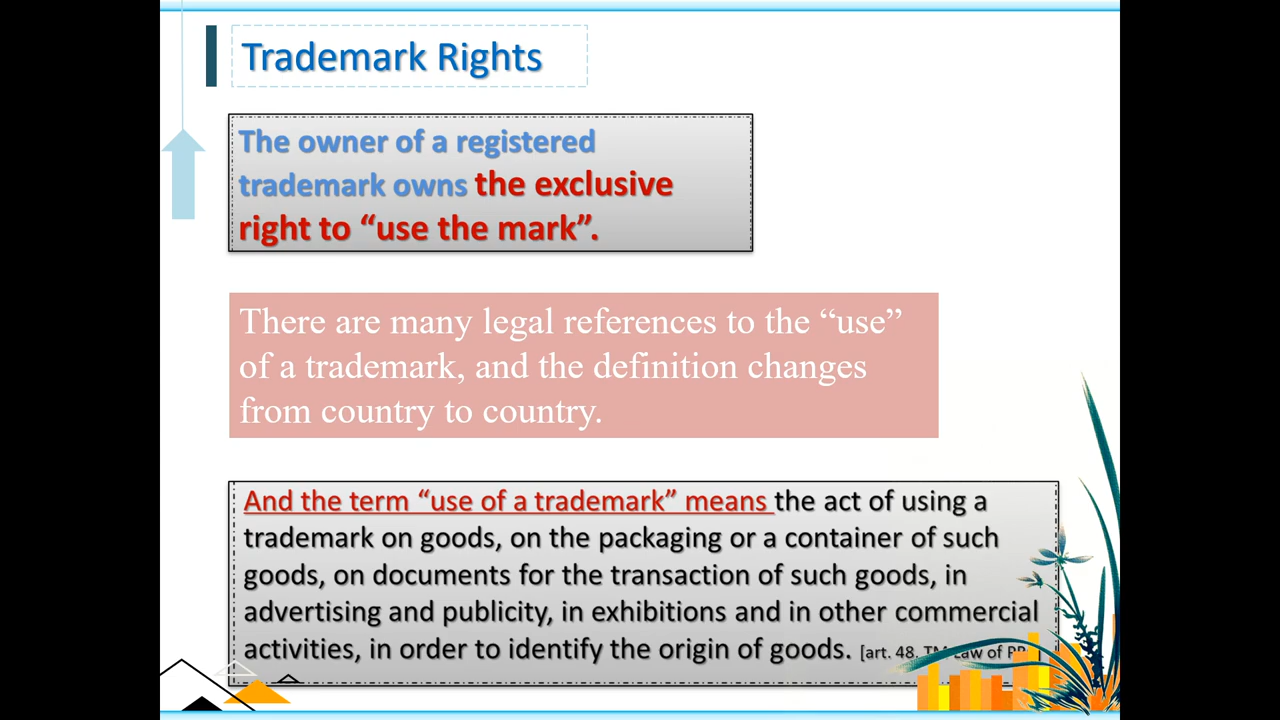 Trademark Rights
The owner of a registered
trademark owns the exclusive
right to “use the mark”.
There are many legal references to the “use”
of a trademark, and the definition changes
from country to country.
And the term “use of a trademark” means the act of using a
trademark on goods, on the packaging or a container of such
goods, on documents for the transaction of such goods, in
advertising and publicity, in exhibitions and in other commercial
activities, in order to identify the origin of goods. [art. 48. TM Law of